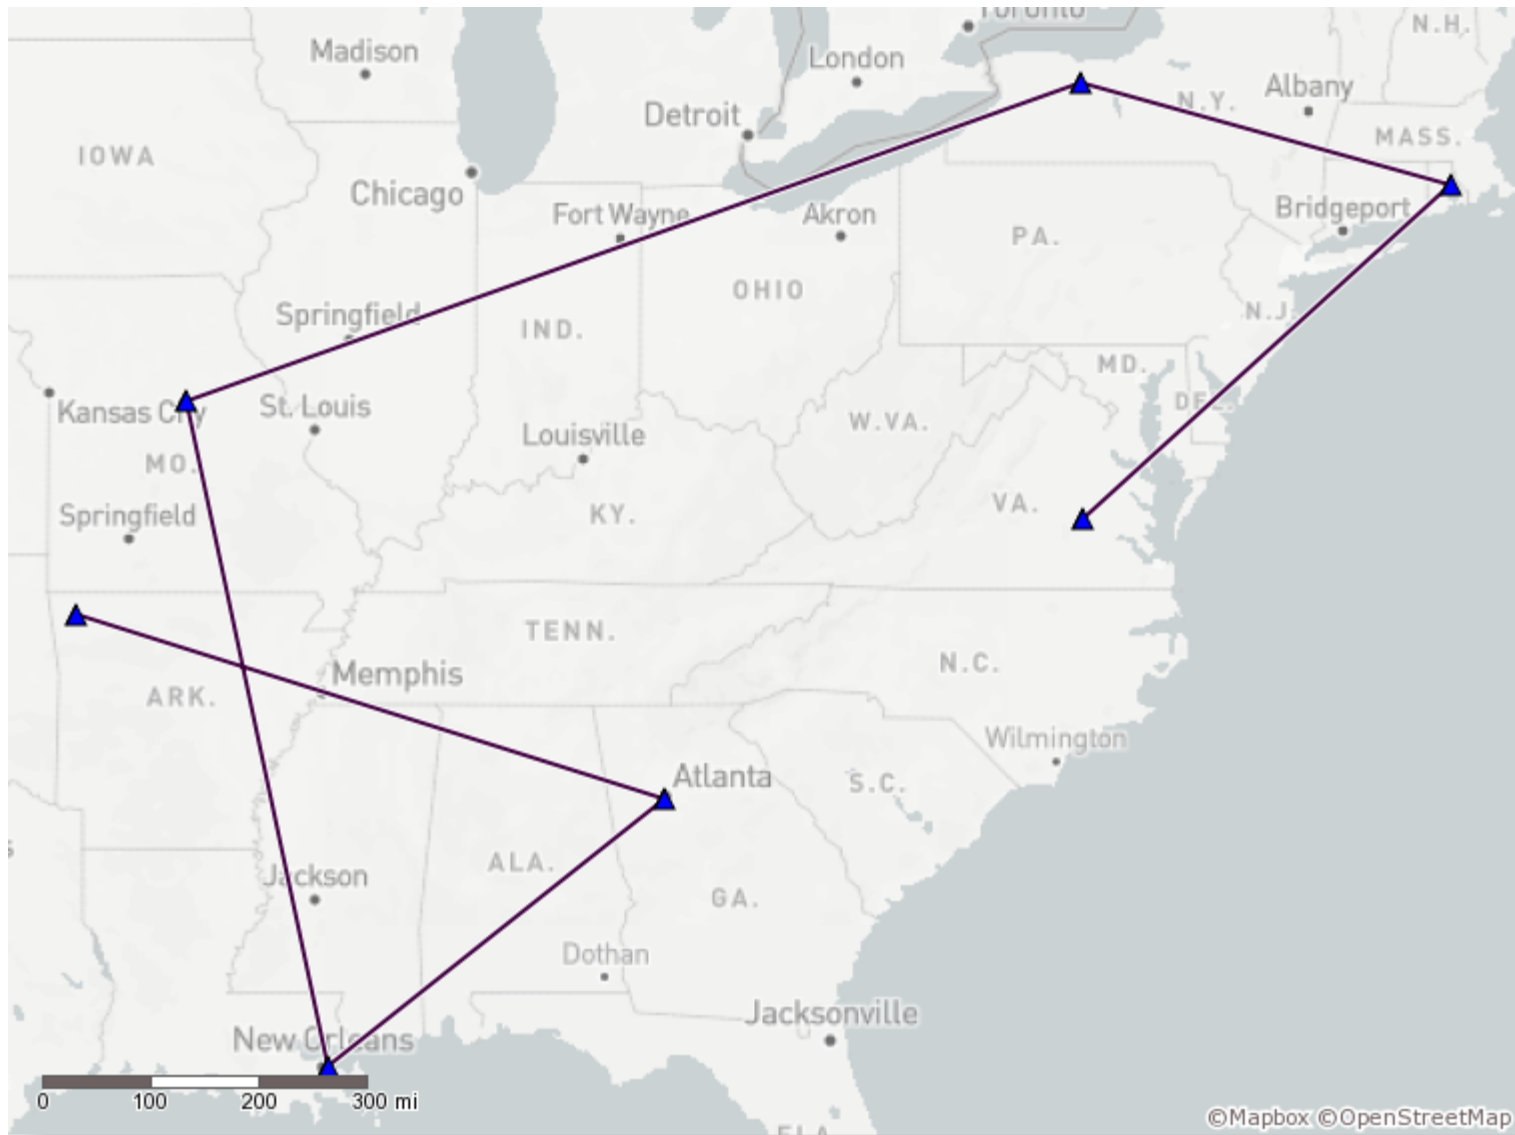 Toronto
N.H.
Madison
London
Albany
N.Y.
Detroit
MASS.
IOWA
Chicago
Fort Wayne
Akron
Bridgeport
PA.
OHIO
Springfield
IND.
N.J.
MD.
Kansas City
St. Louis
DEL.
W.VA.
Louisville
MO.
VA.
Springfield
KY.
TENN.
N.C.
Memphis
ARK.
Wilmington
Atlanta
S.C.
ALA.
Jackson
GA.
Dothan
Jacksonville
New Orleans
0 100 200 300 mi
©Mapbox ©OpenStreetMap
FLA.